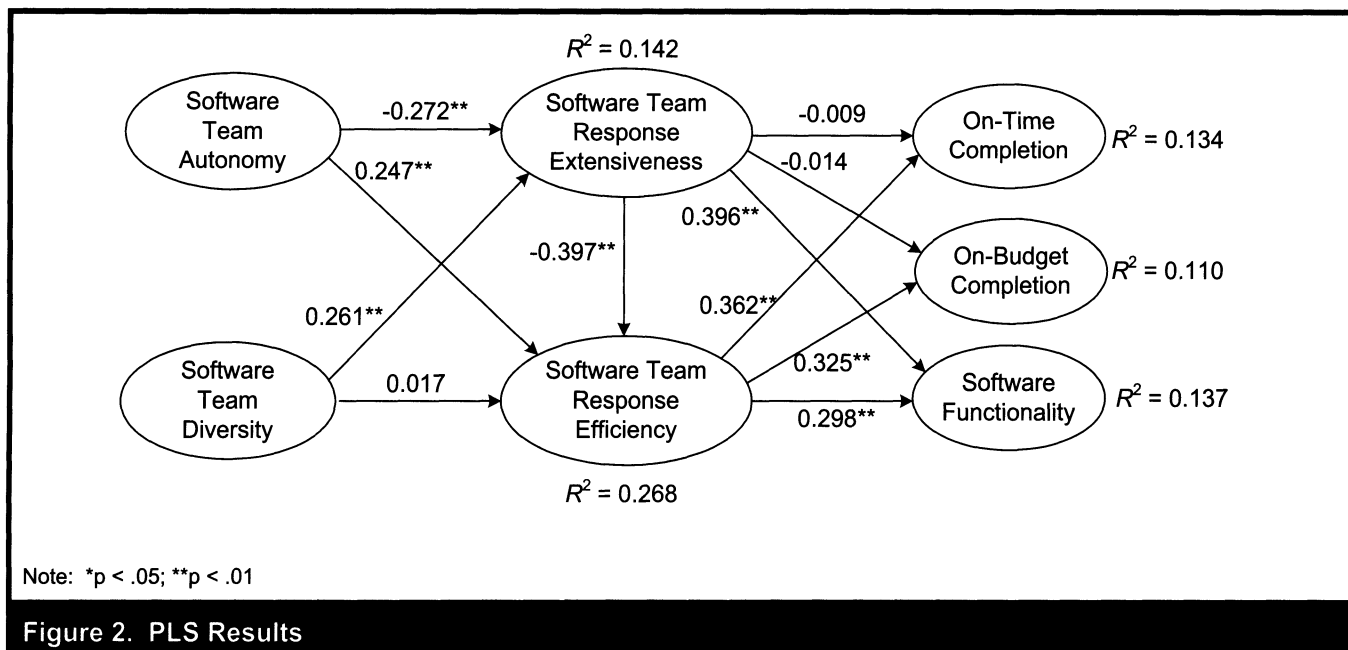 R² = 0.142
Software
Team
Autonomy
-0.272**
0.247**
Software Team
Response
Extensiveness
-0.009
-0.014
0.396**
On-Time
Completion
R² = 0.134
-0.397**
On-Budget
Completion
R² = 0.110
0.261**
0.362**
0.325**
Software
Team
Diversity
0.017
Software Team
Response
Efficiency
0.298**
Software
Functionality
R² = 0.137
R² = 0.268
Note: *p < .05; **p < .01
Figure 2. PLS Results